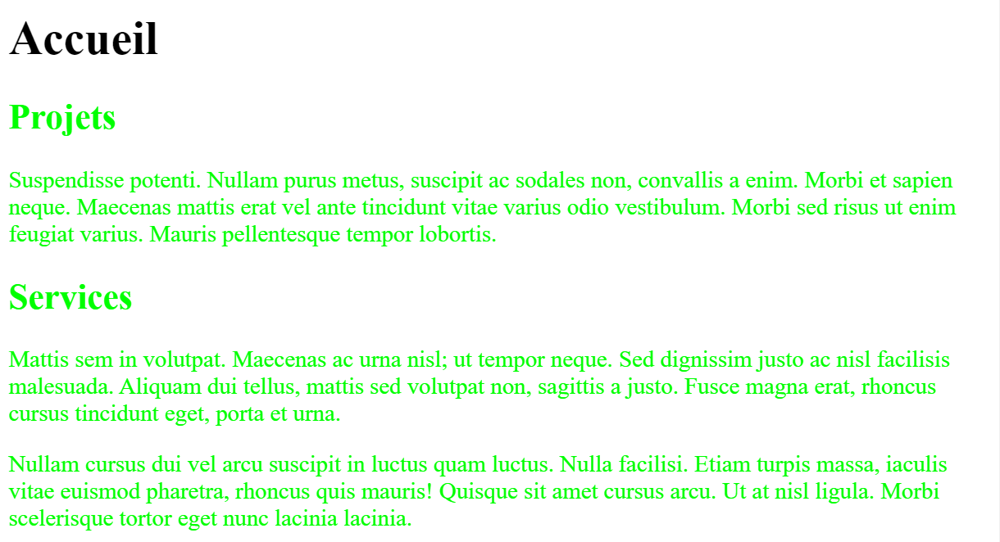 Accueil
Projets
Suspendisse potenti. Nullam purus metus, suscipit ac sodales non, convallis a enim. Morbi et sapien
neque. Maecenas mattis erat vel ante tincidunt vitae varius odio vestibulum. Morbi sed risus ut enim
feugiat varius. Mauris pellentesque tempor lobortis.
Services
Mattis sem in volutpat. Maecenas ac urna nisl; ut tempor neque. Sed dignissim justo ac nisl facilisis
malesuada. Aliquam dui tellus, mattis sed volutpat non, sagittis a justo. Fusce magna erat, rhoncus
cursus tincidunt eget, porta et urna.
Nullam cursus dui vel arcu suscipit in luctus quam luctus. Nulla facilisi. Etiam turpis massa, iaculis
vitae euismod pharetra, rhoncus quis mauris! Quisque sit amet cursus arcu. Ut at nisl ligula. Morbi
scelerisque tortor eget nunc lacinia lacinia.